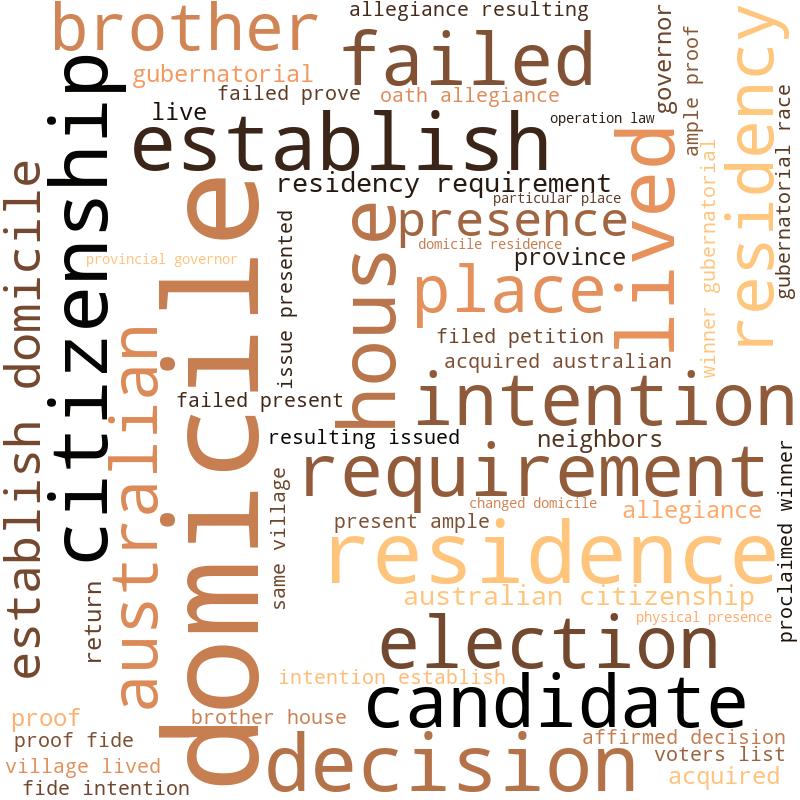 brother
allegiance resulting
failed
gubernatorial
failed prove
oath allegiance
governor
ample proof
residency
gubernatorial race
live
operation law
establish
citizenship
lived
residency requirement
particular place
presence
domicile residence
province
provincial governor
establish domicile
domicile
issue presented
house
place
winner gubernatorial
filed petition
acquired australian
australian
failed present
intention
resulting issued
neighbors
requirement
proclaimed winner
same village
changed domicile
allegiance
present ample
residence
return
australian citizenship
physical presence
election
intention establish
candidate
proof
brother house
proof fide
decision
affirmed decision
voters list
village lived
acquired
fide intention